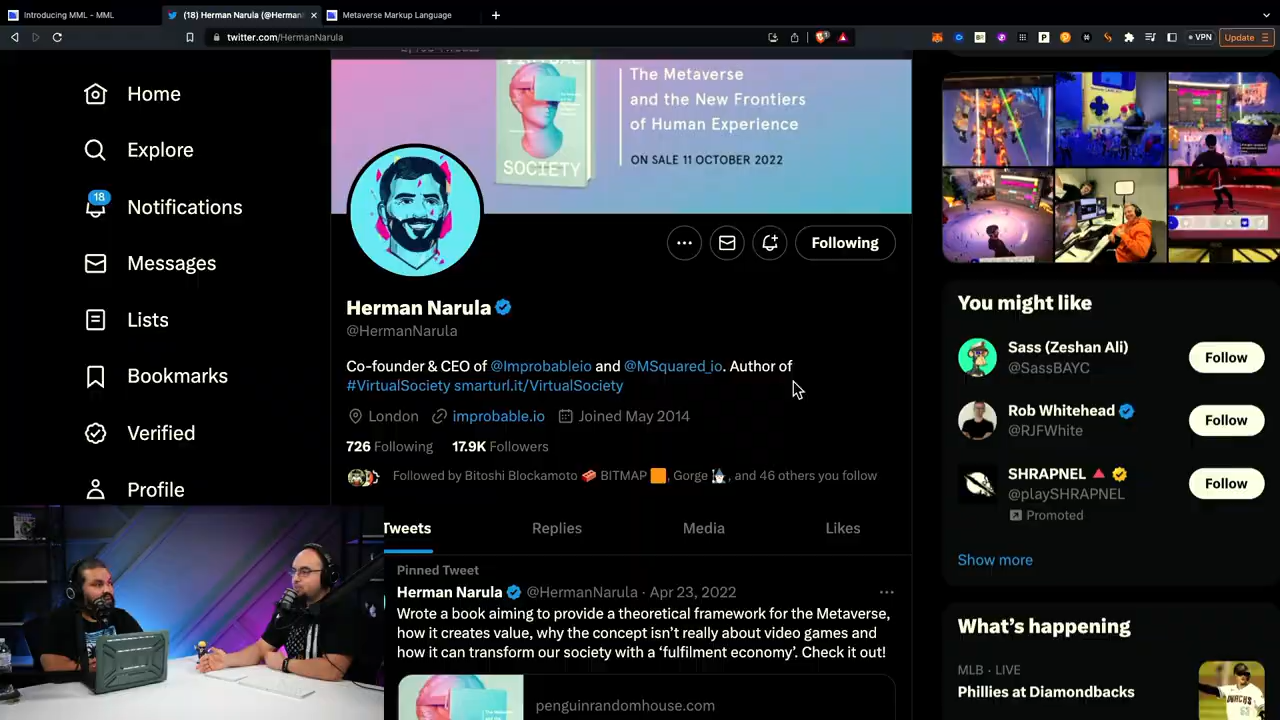 Introducing MML - MML
(18) Herman Narula (@Herman
Metaverse Markup Language
twitter.com/HermanNarula
VPN
Update
Home
Explore
18
Notifications
Messages
Lists
Bookmarks
Verified
Profile
The Metaverse
and the New Frontiers
of Human Experience
ON SALE 11 OCTOBER 2022
VIRTUAL
SOCIETY
Following
Herman Narula
@HermanNarula
Co-founder & CEO of @Improbableio and @MSquared_io. Author of
#VirtualSociety smarturl.it/VirtualSociety
London improbable.io Joined May 2014
726 Following 17.9K Followers
Followed by Bitoshi Blockamoto BITMAP, Gorge, and 46 others you follow
Tweets
Replies
Media
Likes
Pinned Tweet
Herman Narula @HermanNarula · Apr 23, 2022
Wrote a book aiming to provide a theoretical framework for the Metaverse,
how it creates value, why the concept isn't really about video games and
how it can transform our society with a ‘fulfilment economy’. Check it out!
penguinrandomhouse.com
You might like
Sass (Zeshan Ali)
@SassBAYC
Follow
Rob Whitehead
@RJFWhite
Follow
SHRAPNEL
@playSHRAPNEL
Promoted
Follow
Show more
What's happening
MLB · LIVE
Phillies at Diamondbacks